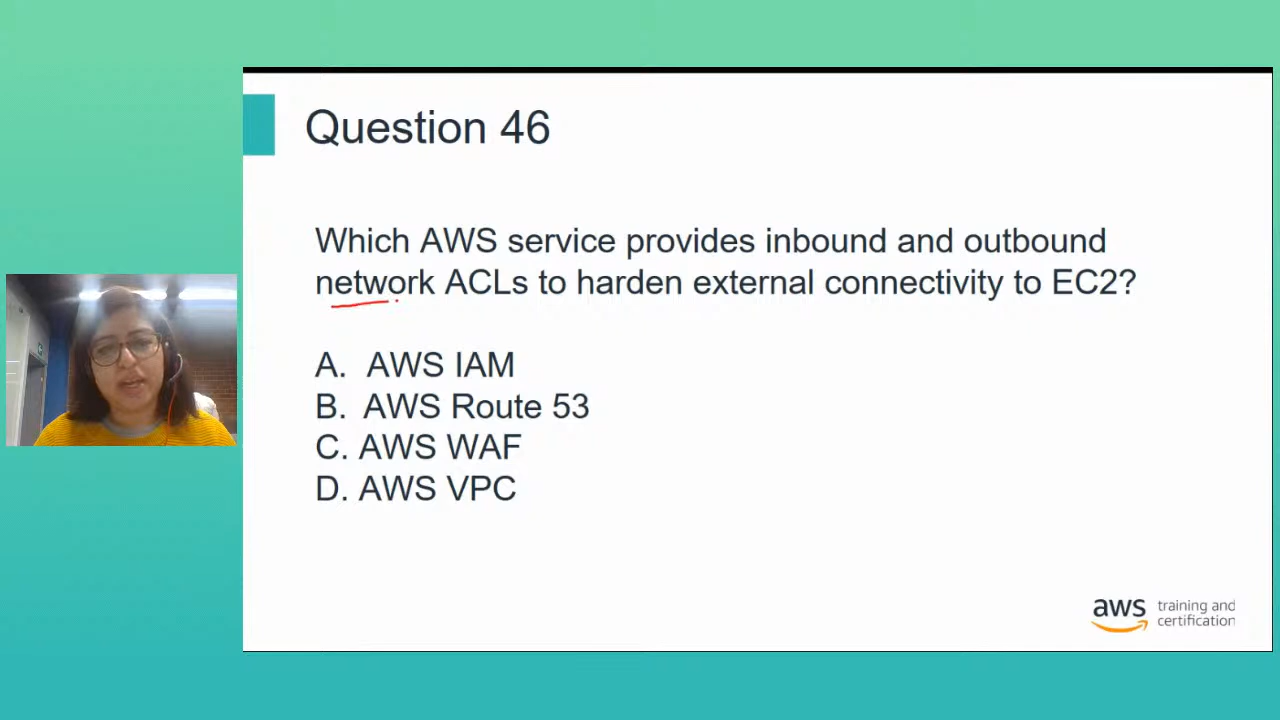 Question 46
Which AWS service provides inbound and outbound
network ACLs to harden external connectivity to EC2?
A. AWS IAM
B. AWS Route 53
C. AWS WAF
D. AWS VPC
aws training and
certification